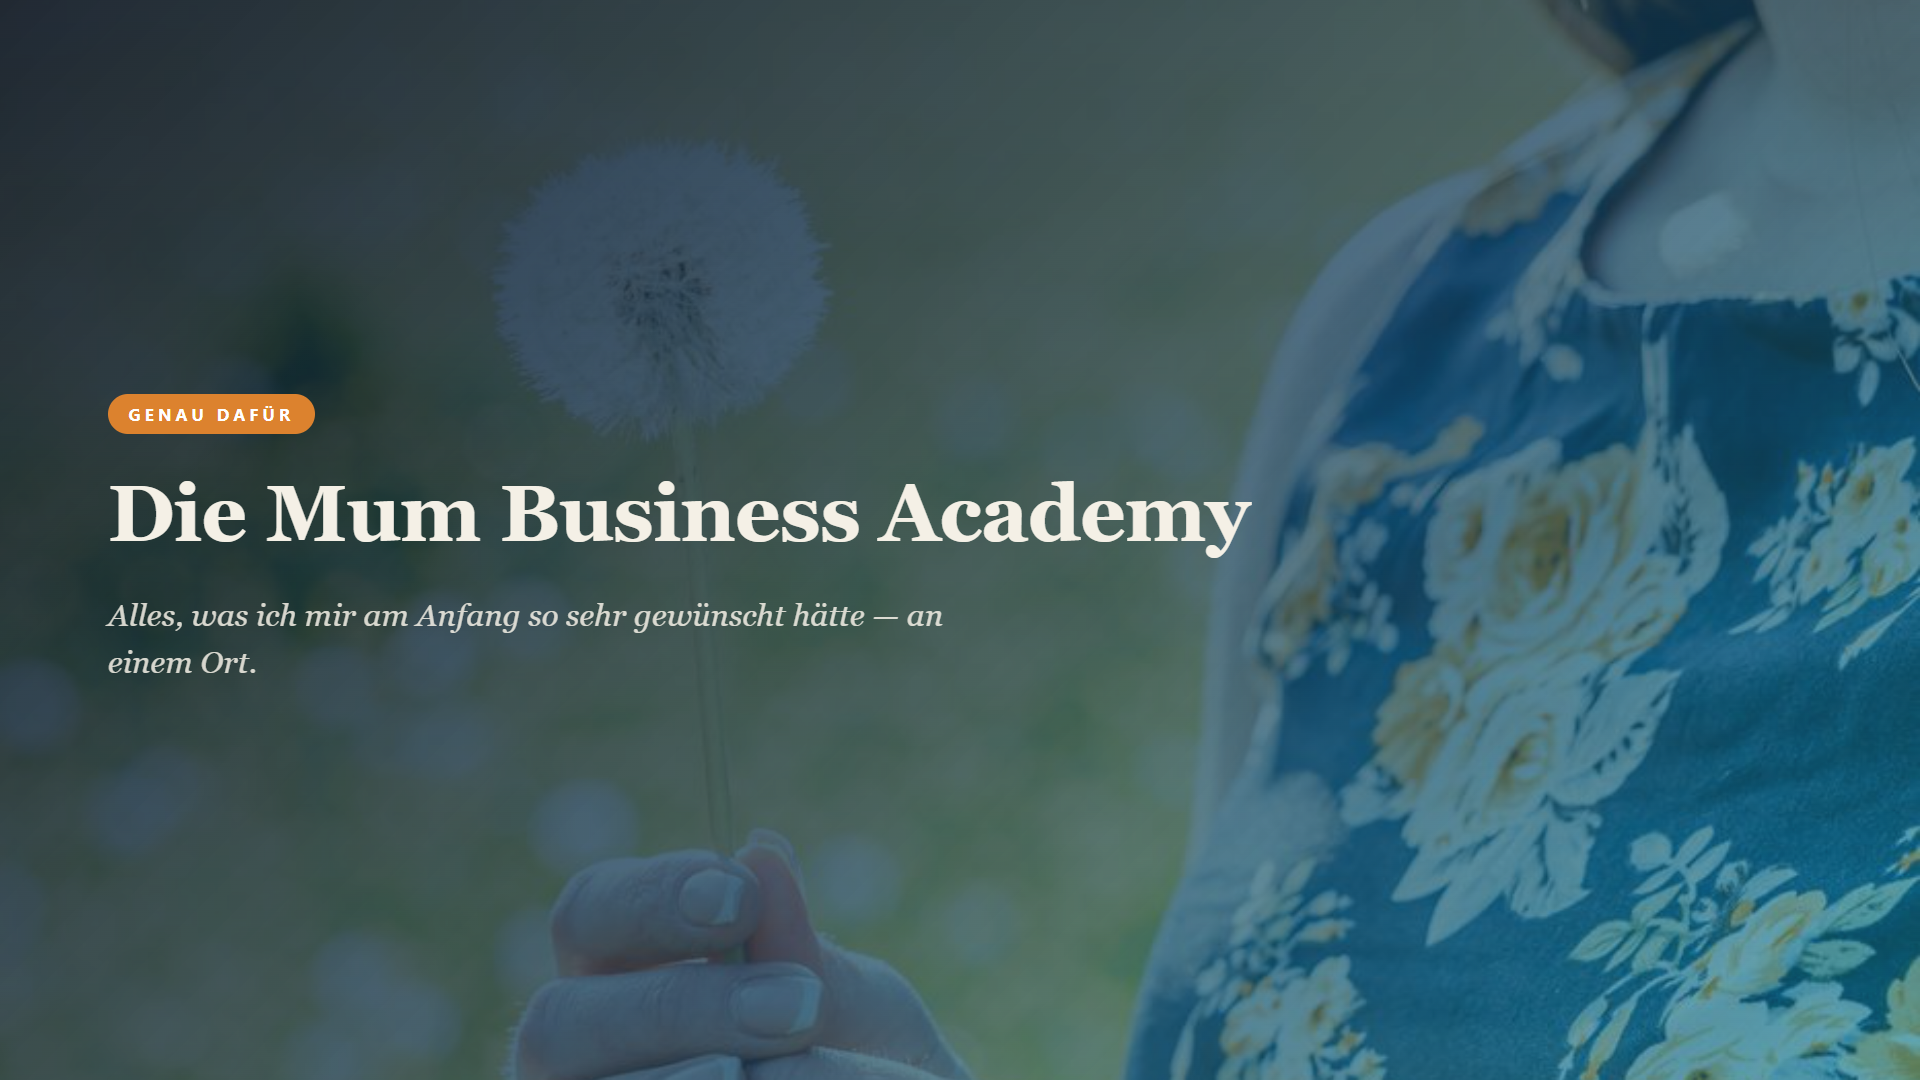 GENAU DAFÜR
Die Mum Business Academy
Alles, was ich mir am Anfang so sehr gewünscht hätte — an
einem Ort.